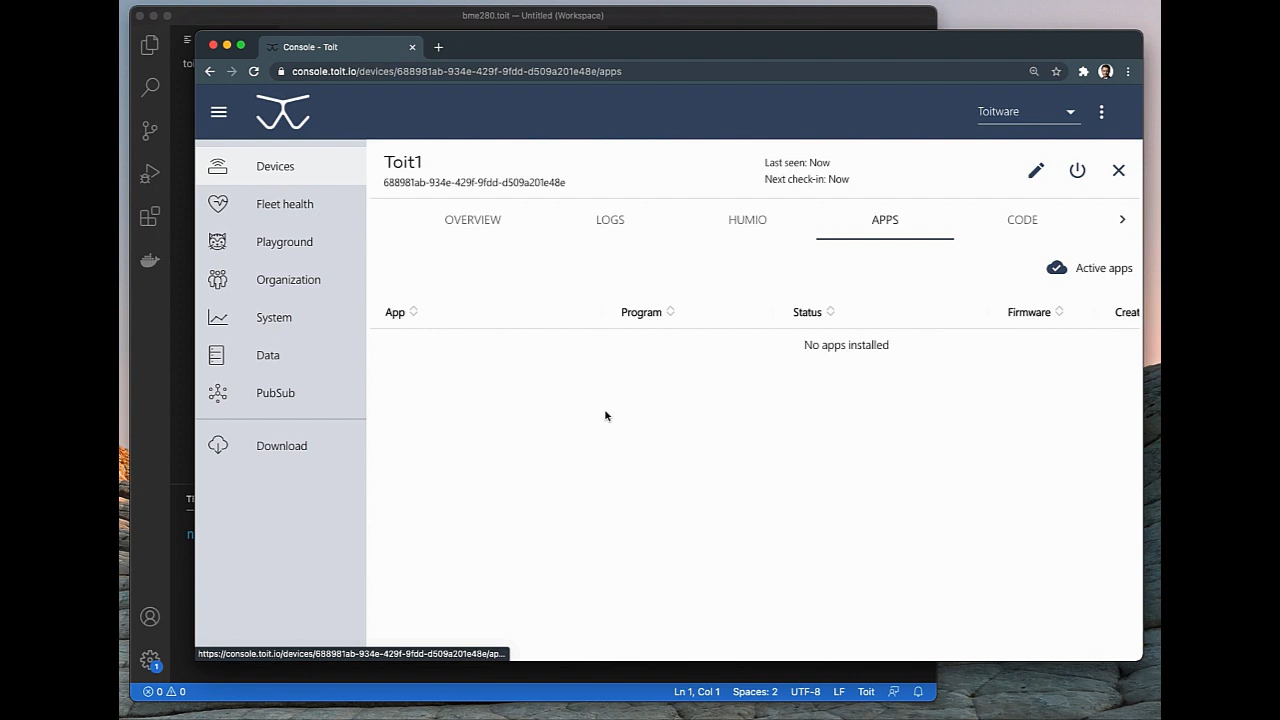 bme280.toit — Untitled (Workspace)
Console - Toit
console.toit.io/devices/688981ab-934e-429f-9fdd-d509a201e48e/apps
Toitware
Devices
Fleet health
Playground
Organization
System
Data
PubSub
Download
Toit1
688981ab-934e-429f-9fdd-d509a201e48e
Last seen: Now
Next check-in: Now
OVERVIEW LOGS HUMIO APPS CODE
Active apps
App Program Status Firmware Creat
No apps installed
https://console.toit.io/devices/688981ab-934e-429f-9fdd-d509a201e48e/ap...
1
0 0 Ln 1, Col 1 Spaces: 2 UTF-8 LF Toit